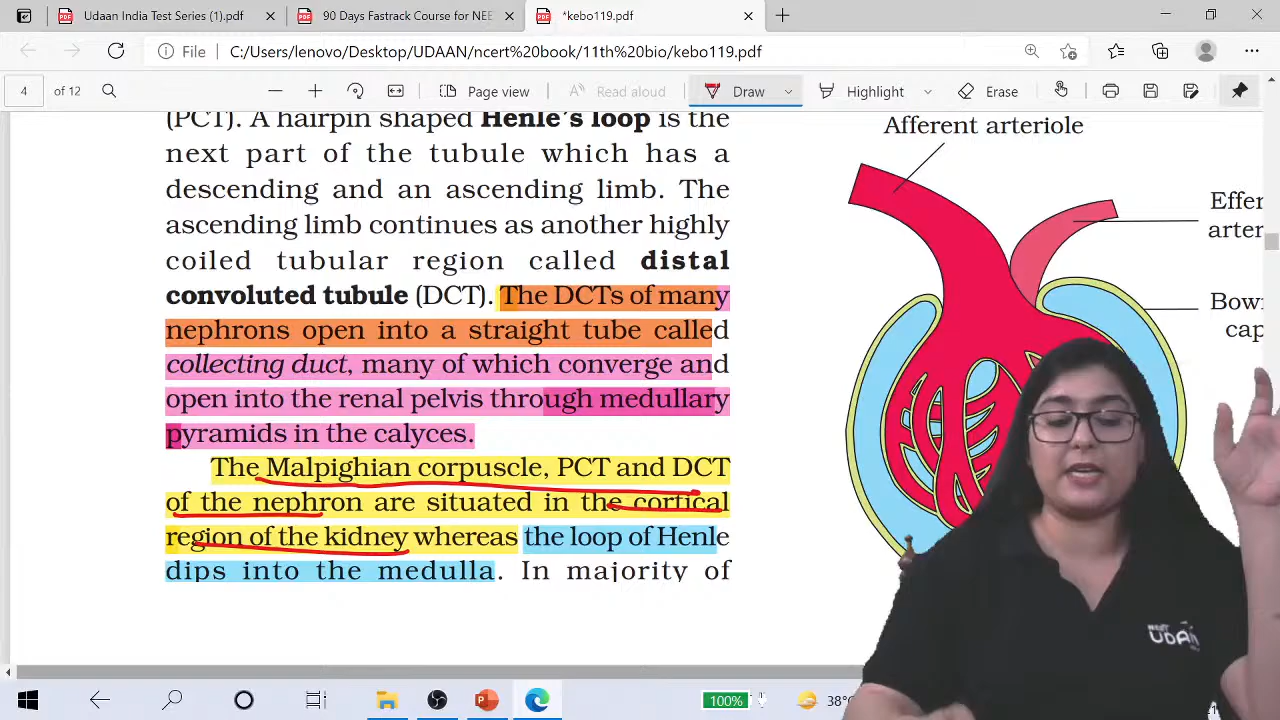 Udaan India Test Series (1).pdf
90 Days Fastrack Course for NEE
*kebo119.pdf
File
C:/Users/lenovo/Desktop/UDAAN/ncert%20book/11th%20bio/kebo119.pdf
4 of 12
Page view
Read aloud
Draw
Highlight
Erase
(PCT). A hairpin shaped Henle's loop is the
next part of the tubule which has a
descending and an ascending limb. The
ascending limb continues as another highly
coiled tubular region called distal
convoluted tubule (DCT). The DCTs of many
nephrons open into a straight tube called
collecting duct, many of which converge and
open into the renal pelvis through medullary
pyramids in the calyces.
The Malpighian corpuscle, PCT and DCT
of the nephron are situated in the cortical
region of the kidney whereas the loop of Henle
dips into the medulla. In majority of
Afferent arteriole
Effer
arter
Bow
cap
UDAN
100%
38°